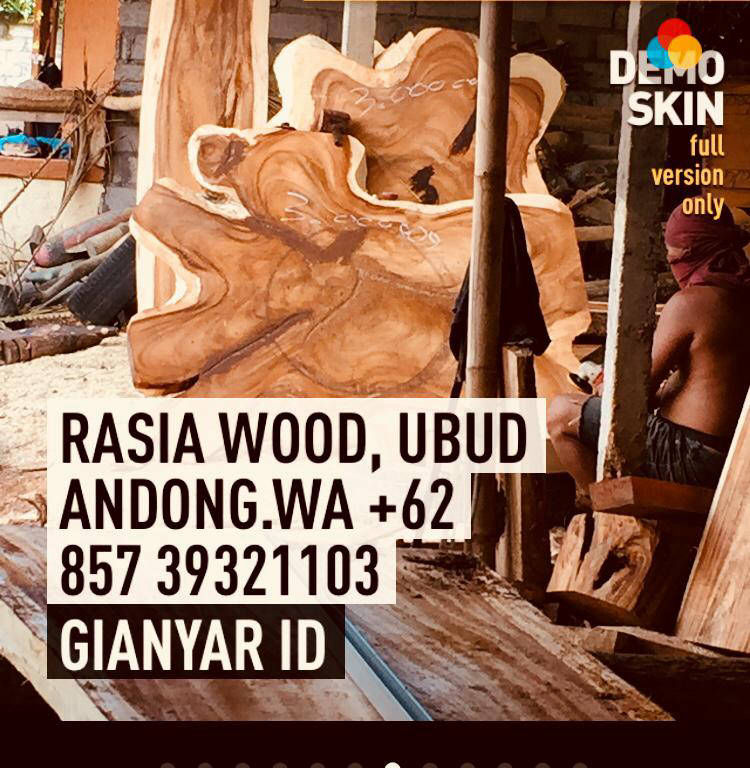 DEMO
SKIN
full
version
only
RASIA WOOD, UBUD
ANDONG.WA +62
857 39321103
GIANYAR ID